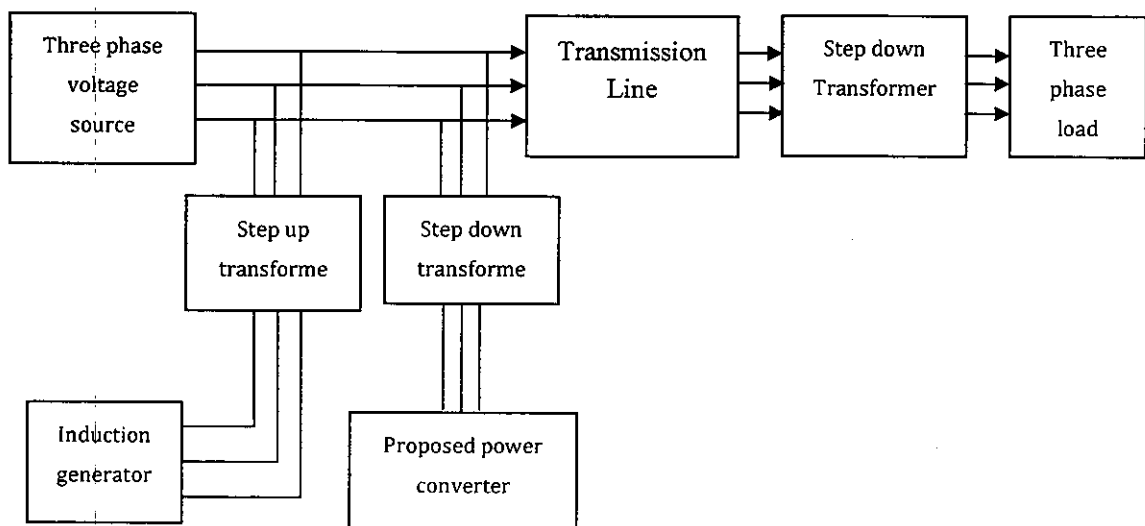 Three phase
voltage
source
Transmission
Line
Step down
Transformer
Three
phase
load
Step up
transforme
Step down
transforme
Induction
generator
Proposed power
converter